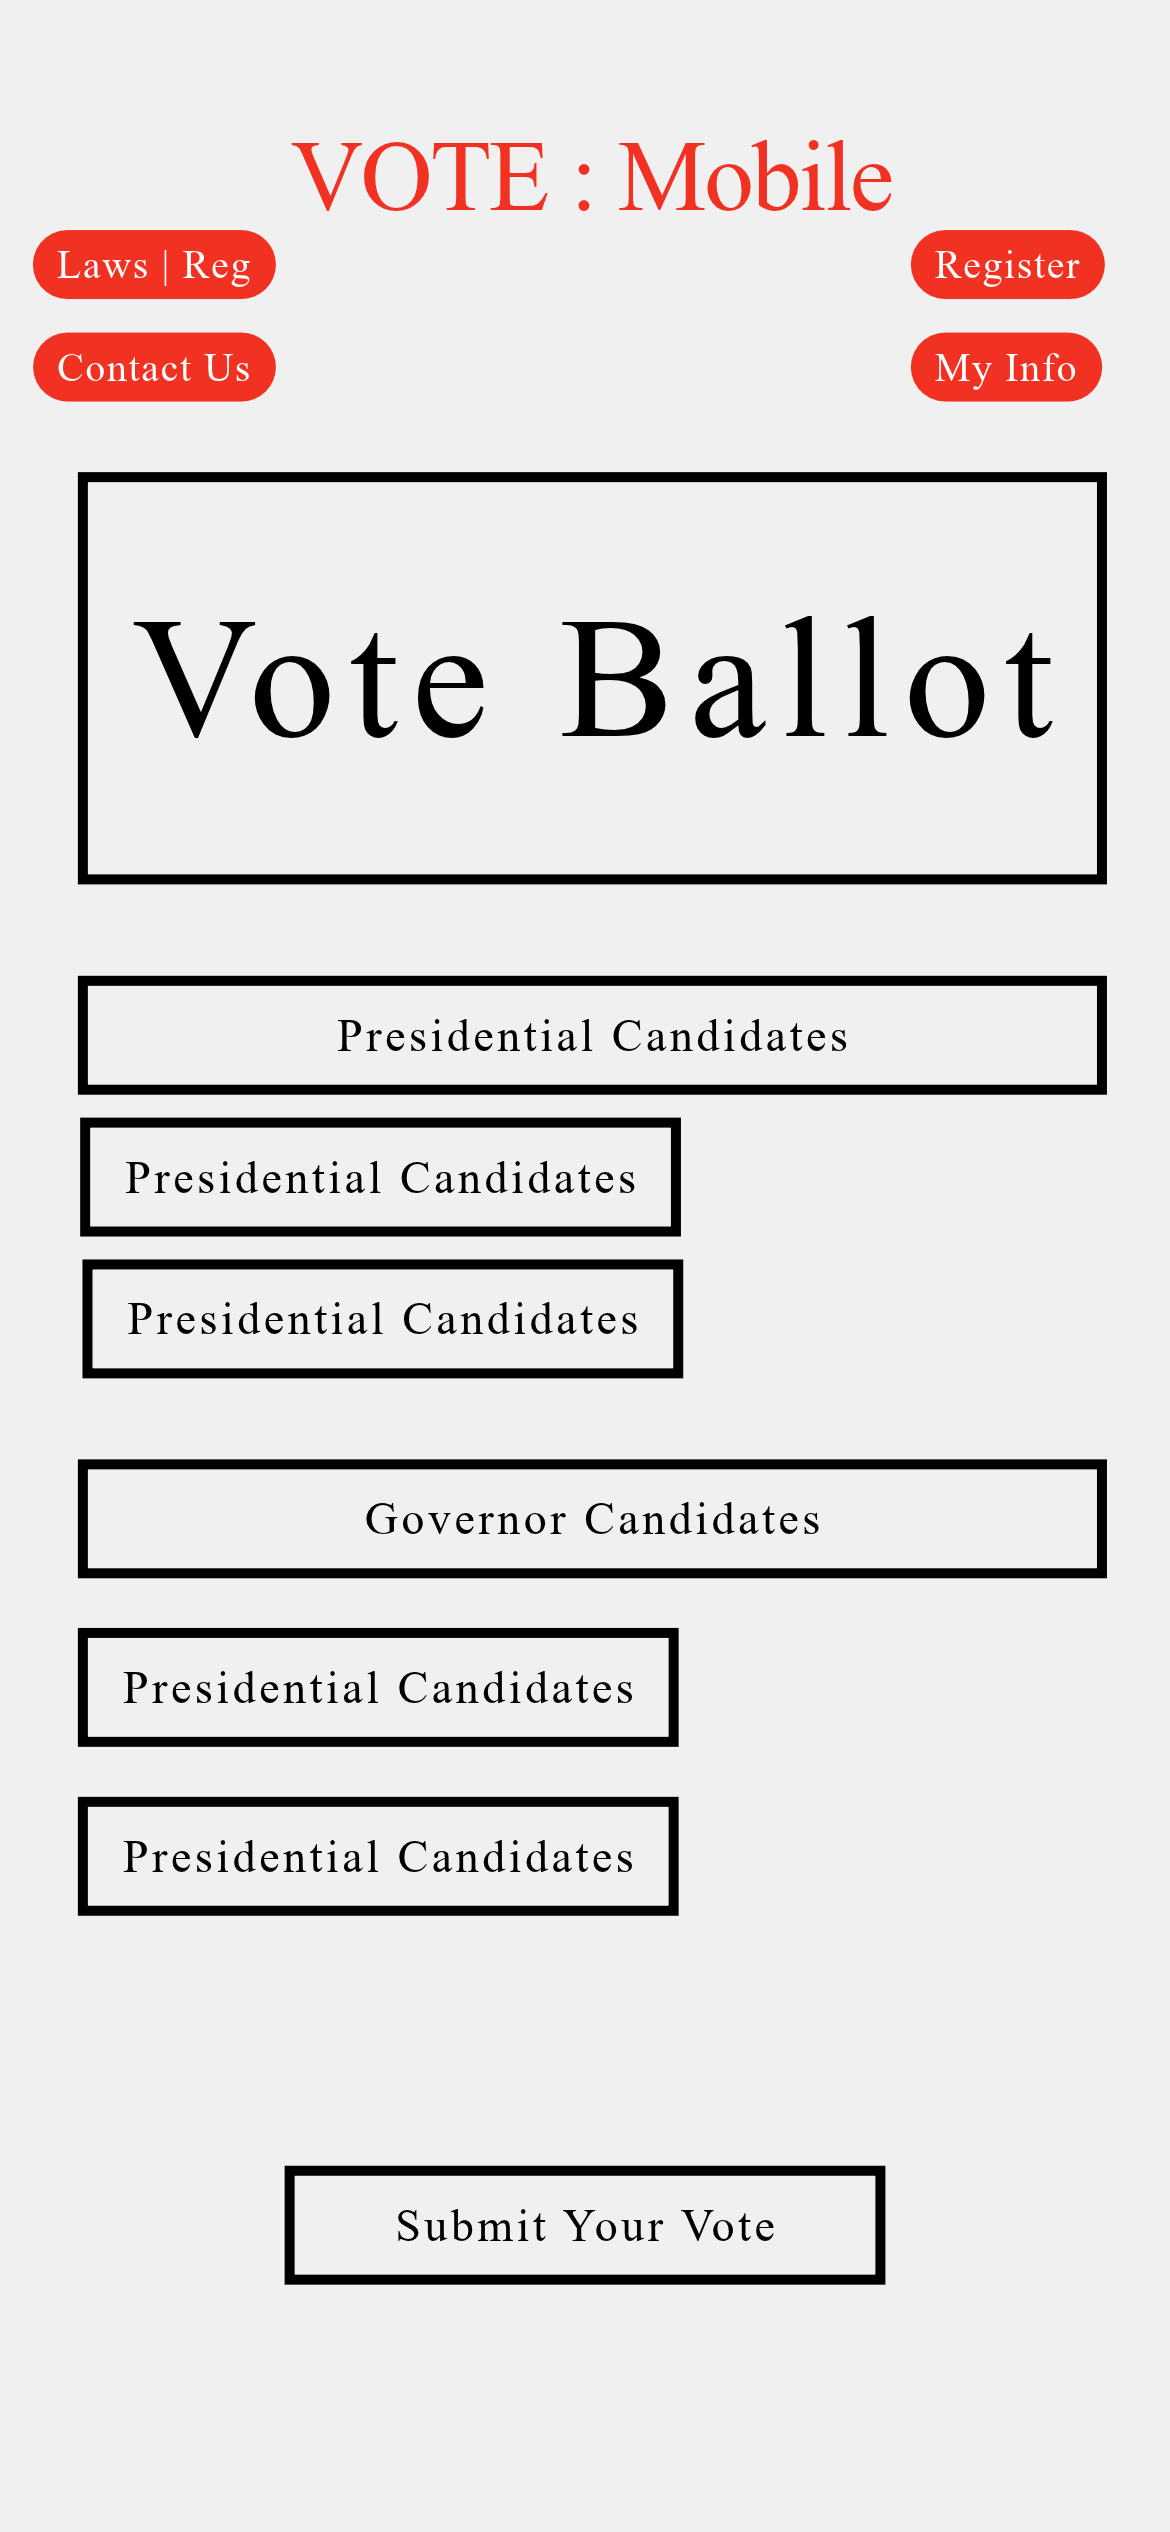 VOTE : Mobile
Laws | Reg
Register
Contact Us
My Info
Vote Ballot
Presidential Candidates
Presidential Candidates
Presidential Candidates
Governor Candidates
Presidential Candidates
Presidential Candidates
Submit Your Vote